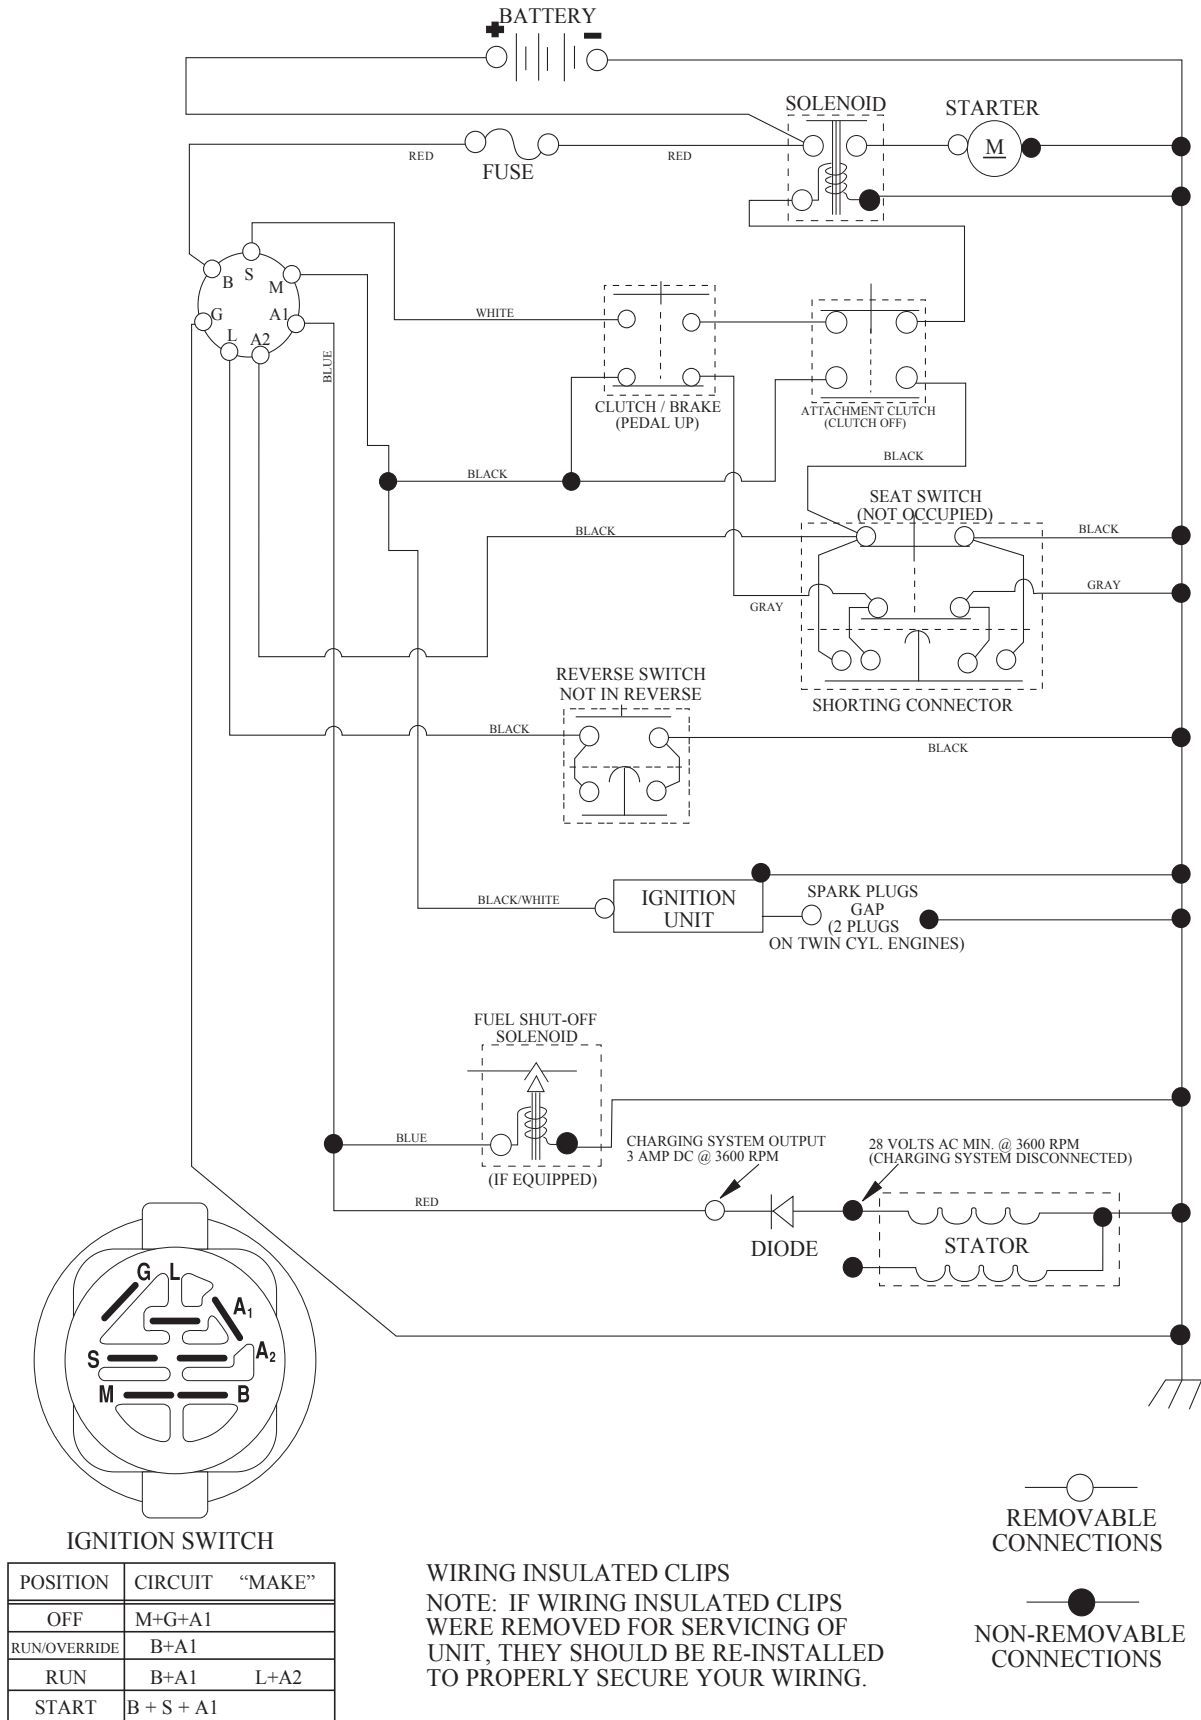 BATTERY
+ −
SOLENOID
STARTER
M
RED
FUSE
RED
B
S
M
G
A1
L
A2
BLUE
WHITE
CLUTCH / BRAKE
(PEDAL UP)
ATTACHMENT CLUTCH
(CLUTCH OFF)
BLACK
BLACK
SEAT SWITCH
(NOT OCCUPIED)
BLACK
BLACK
GRAY
GRAY
SHORTING CONNECTOR
REVERSE SWITCH
NOT IN REVERSE
BLACK
BLACK
BLACK/WHITE
IGNITION
UNIT
SPARK PLUGS
GAP
(2 PLUGS
ON TWIN CYL. ENGINES)
FUEL SHUT-OFF
SOLENOID
BLUE
(IF EQUIPPED)
CHARGING SYSTEM OUTPUT
3 AMP DC @ 3600 RPM
28 VOLTS AC MIN. @ 3600 RPM
(CHARGING SYSTEM DISCONNECTED)
RED
DIODE
STATOR
G L
A1
S
A2
M
B
IGNITION SWITCH
POSITION CIRCUIT “MAKE”
OFF M+G+A1
RUN/OVERRIDE B+A1
RUN B+A1 L+A2
START B + S + A1
WIRING INSULATED CLIPS
NOTE: IF WIRING INSULATED CLIPS
WERE REMOVED FOR SERVICING OF
UNIT, THEY SHOULD BE RE-INSTALLED
TO PROPERLY SECURE YOUR WIRING.
REMOVABLE
CONNECTIONS
NON-REMOVABLE
CONNECTIONS